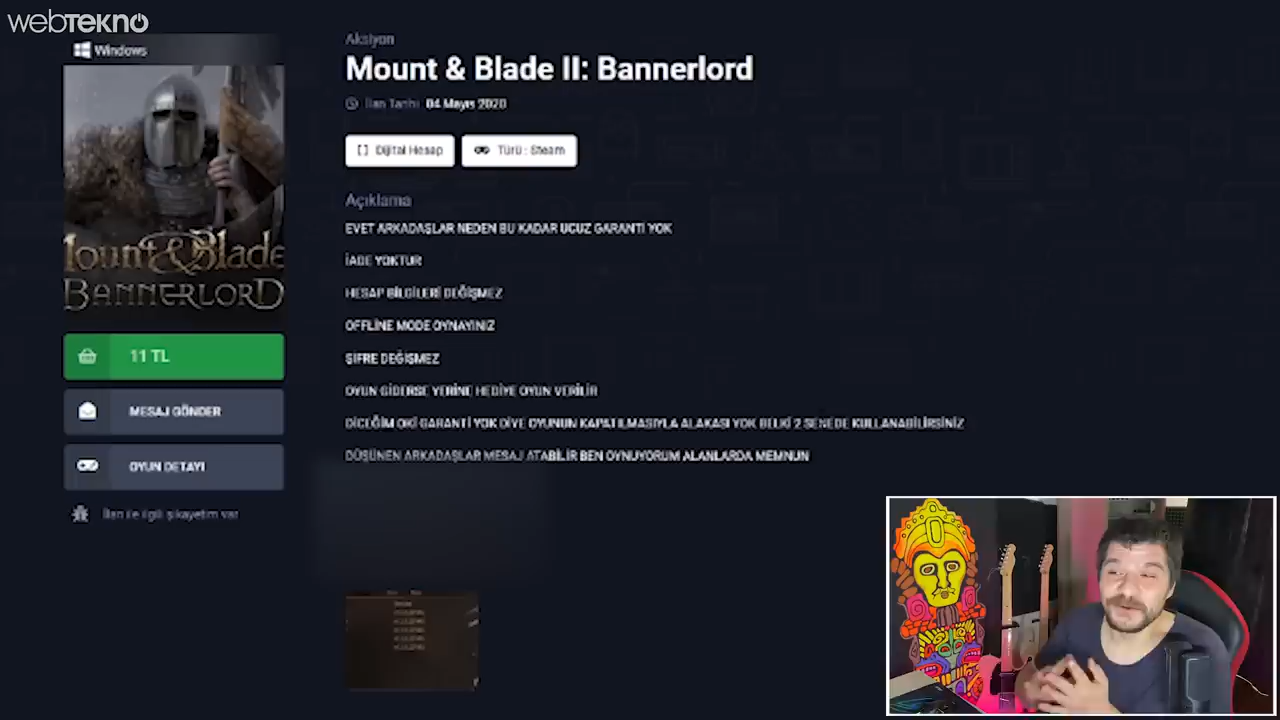 webTEKNO
Windows
Aksiyon
Mount & Blade II: Bannerlord
İlan Tarihi 04 Mayıs 2020
Dijital Hesap
Türü : Steam
Mount & Blade
BANNERLORD
Açıklama
EVET ARKADAŞLAR NEDEN BU KADAR UCUZ GARANTİ YOK
İADE YOKTUR
HESAP BİLGİLERİ DEĞİŞMEZ
OFFLİNE MODE OYNAYINIZ
ŞİFRE DEĞİŞMEZ
OYUN GİDERSE YERİNE HEDİYE OYUN VERİLİR
DİCEĞİM OKİ GARANTİ YOK DİYE OYUNUN KAPATILMASIYLA ALAKASI YOK BELKİ 2 SENEDE KULLANABİLİRSİNİZ
DÜŞÜNEN ARKADAŞLAR MESAJ ATABİLİR BEN OYNUYORUM ALANLARDA MEMNUN
11 TL
MESAJ GÖNDER
OYUN DETAYI
İlan ile ilgili şikayetim var